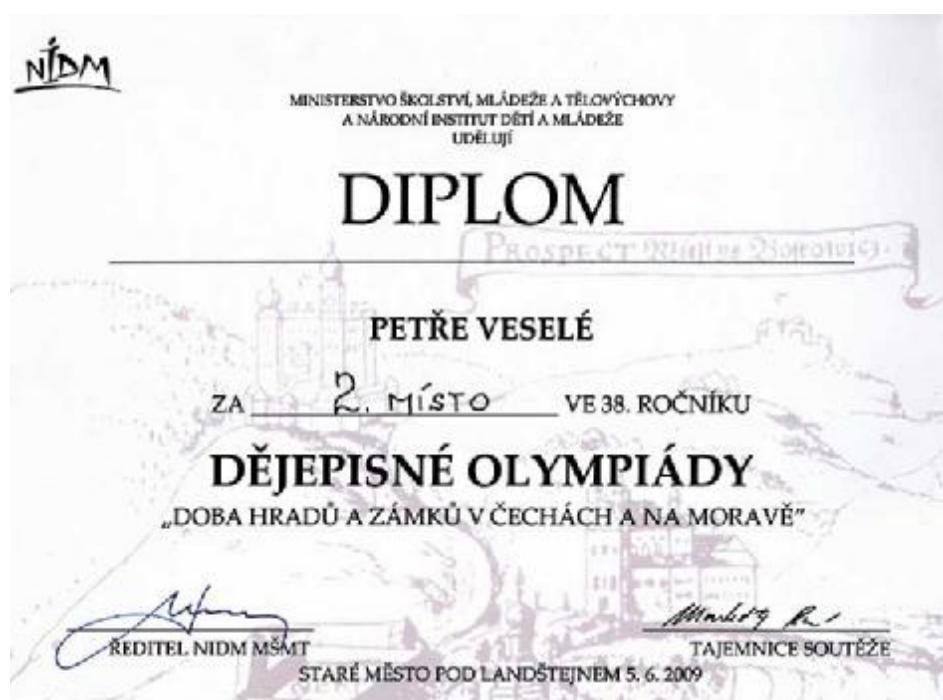 NIDM
MINISTERSTVO ŠKOLSTVÍ, MLÁDEŽE A TĚLOVÝCHOVY
A NÁRODNÍ INSTITUT DĚTÍ A MLÁDEŽE
UDĚLUJÍ
DIPLOM
PROSPECT
PETŘE VESELÉ
ZA 2. MÍSTO VE 38. ROČNÍKU
DĚJEPISNÉ OLYMPIÁDY
„DOBA HRADŮ A ZÁMKŮ V ČECHÁCH A NA MORAVĚ”
ŘEDITEL NIDM MŠMT
TAJEMNICE SOUTĚŽE
STARÉ MĚSTO POD LANDŠTEJNEM 5. 6. 2009